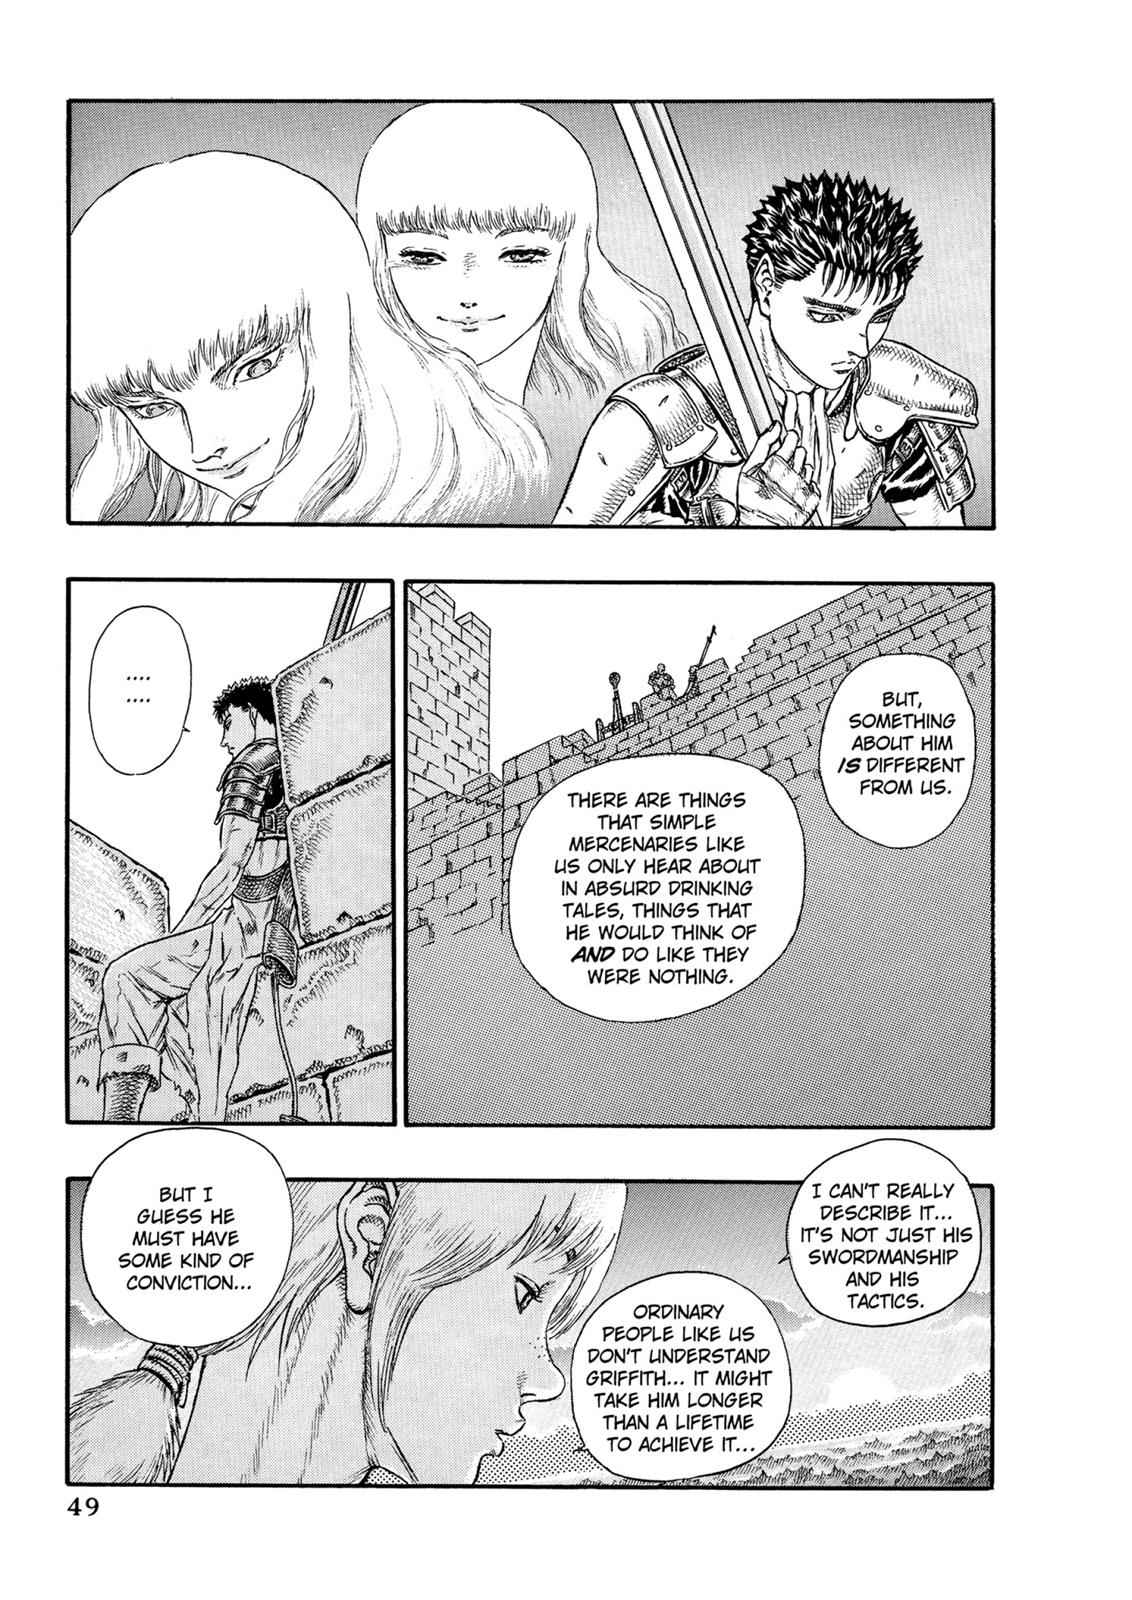 BUT,
SOMETHING
ABOUT HIM
IS DIFFERENT
FROM US.
THERE ARE THINGS
THAT SIMPLE
MERCENARIES LIKE
US ONLY HEAR ABOUT
IN ABSURD DRINKING
TALES, THINGS THAT
HE WOULD THINK OF
AND DO LIKE THEY
WERE NOTHING.
....
....
I CAN'T REALLY
DESCRIBE IT...
IT'S NOT JUST HIS
SWORDMANSHIP
AND HIS
TACTICS.
ORDINARY
PEOPLE LIKE US
DON'T UNDERSTAND
GRIFFITH... IT MIGHT
TAKE HIM LONGER
THAN A LIFETIME
TO ACHIEVE IT...
BUT I
GUESS HE
MUST HAVE
SOME KIND OF
CONVICTION...
49